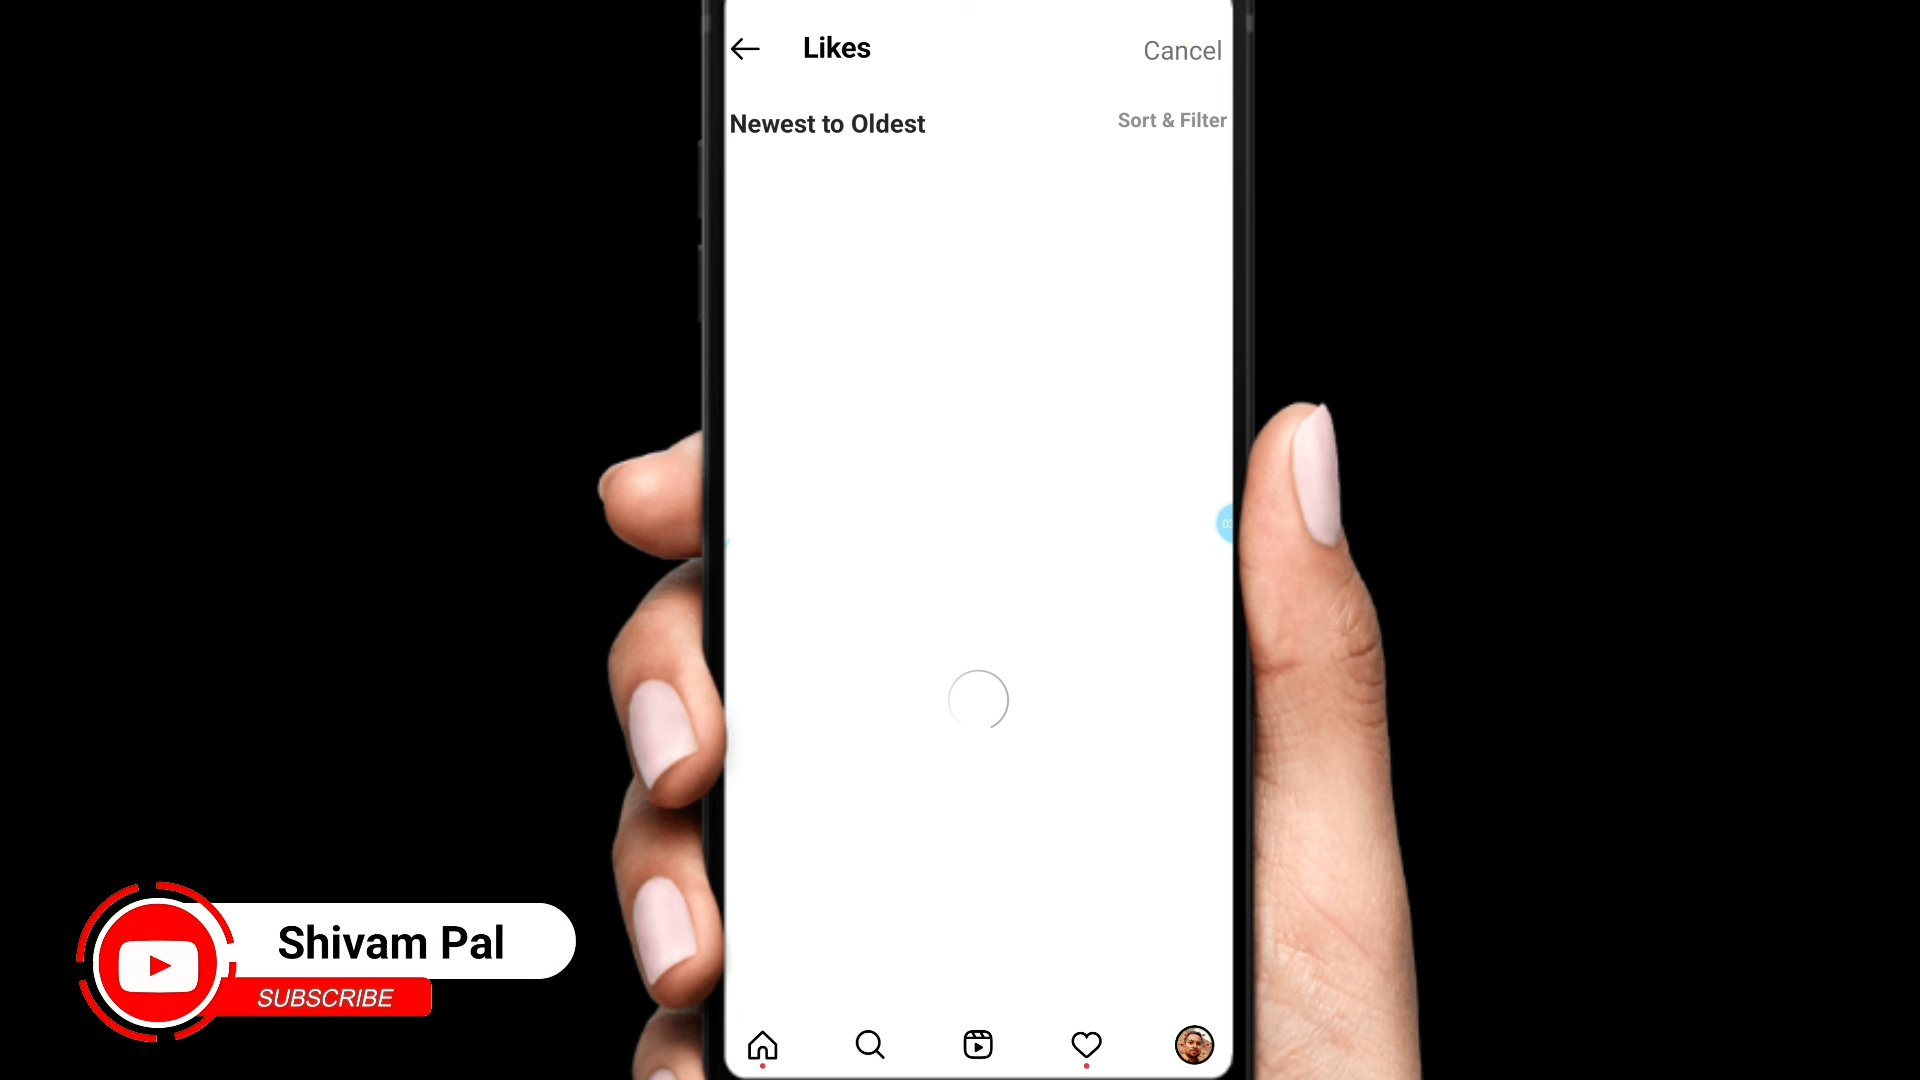 Likes
Cancel
Newest to Oldest
Sort & Filter
Shivam Pal
SUBSCRIBE